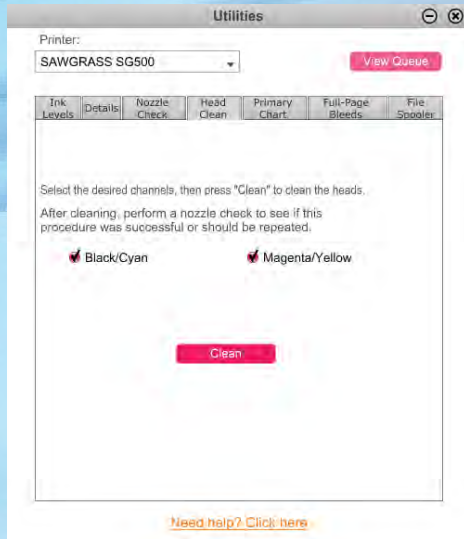 Utilities
Printer:
SAWGRASS SG500
View Queue
Ink Levels
Details
Nozzle Check
Head Clean
Primary Chart
Full-Page Bleeds
File Spooler
Select the desired channels, then press "Clean" to clean the heads.
After cleaning, perform a nozzle check to see if this
procedure was successful or should be repeated.
Black/Cyan
Magenta/Yellow
Clean
Need help? Click here